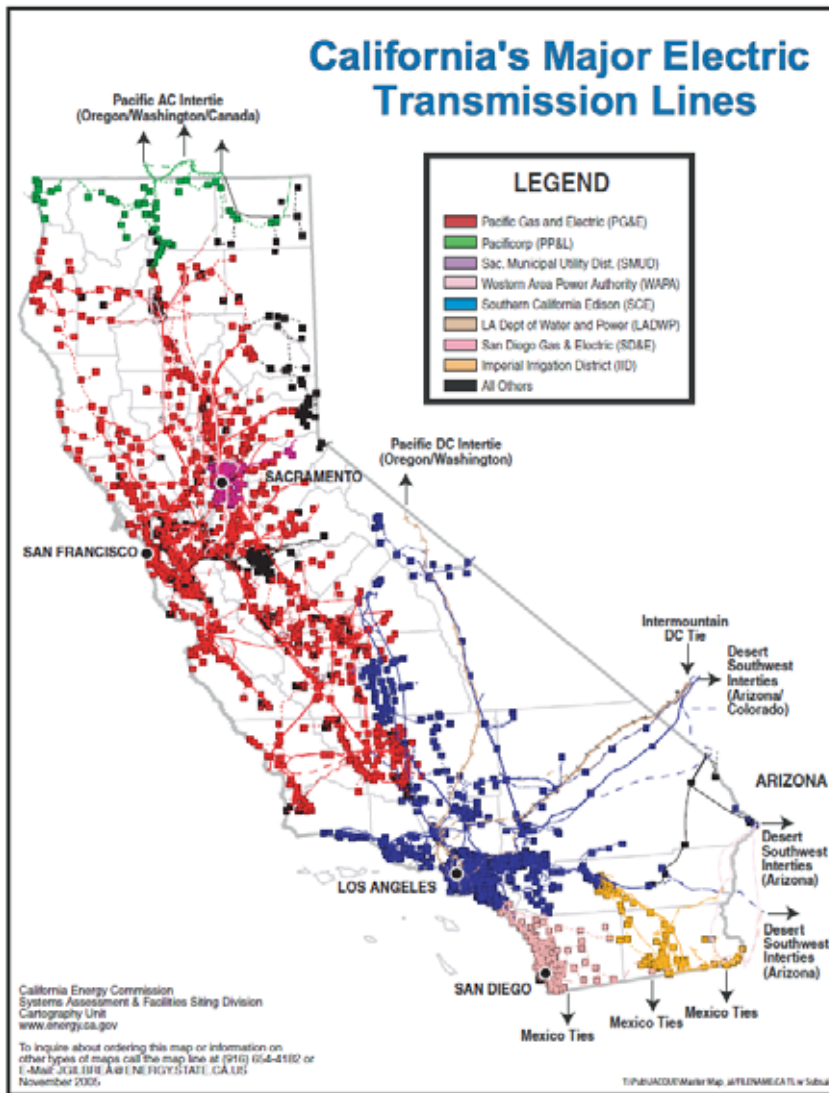 California's Major Electric
Transmission Lines
Pacific AC Intertie
(Oregon/Washington/Canada)
LEGEND
Pacific Gas and Electric (PG&E)
Pacificorp (PP&L)
Sac. Municipal Utility Dist. (SMUD)
Western Area Power Authority (WAPA)
Southern California Edison (SCE)
LA Dept of Water and Power (LADWP)
San Diego Gas & Electric (SD&E)
Imperial Irrigation District (IID)
All Others
Pacific DC Intertie
(Oregon/Washington)
SACRAMENTO
SAN FRANCISCO
Intermountain
DC Tie
Desert
Southwest
Interties
(Arizona/
Colorado)
ARIZONA
Desert
Southwest
Interties
(Arizona)
LOS ANGELES
Desert
Southwest
Interties
(Arizona)
SAN DIEGO
Mexico Ties
Mexico Ties
Mexico Ties
California Energy Commission
Systems Assessment & Facilities Siting Division
Cartography Unit
www.energy.ca.gov
To inquire about ordering this map or information on
other types of maps call the map line at (916) 654-4182 or
E-Mail: JGILBREA@ENERGY.STATE.CA.US
November 2005